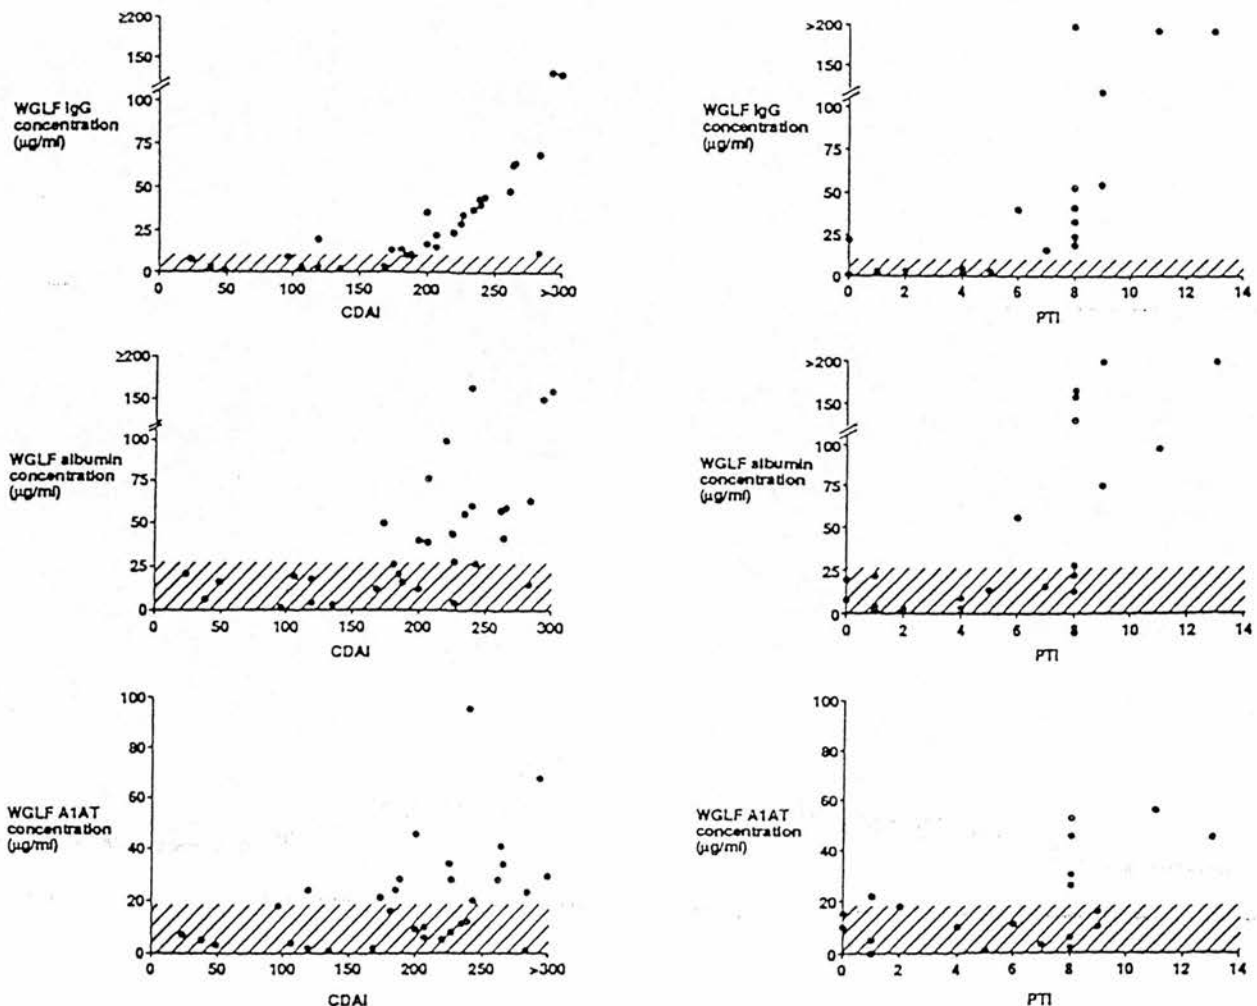 ≥200
150
100
75
50
25
0
WGLF IgG
concentration
(µg/ml)
0 50 100 150 200 250 >300
CDAI
>200
150
100
75
50
25
0
WGLF IgG
concentration
(µg/ml)
0 2 4 6 8 10 12 14
PTI
≥200
150
100
75
50
25
0
WGLF albumin
concentration
(µg/ml)
0 50 100 150 200 250 300
CDAI
>200
150
100
75
50
25
0
WGLF albumin
concentration
(µg/ml)
0 2 4 6 8 10 12 14
PTI
100
80
60
40
20
0
WGLF A1AT
concentration
(µg/ml)
0 50 100 150 200 250 >300
CDAI
100
80
60
40
20
0
WGLF A1AT
concentration
(µg/ml)
0 2 4 6 8 10 12 14
PTI